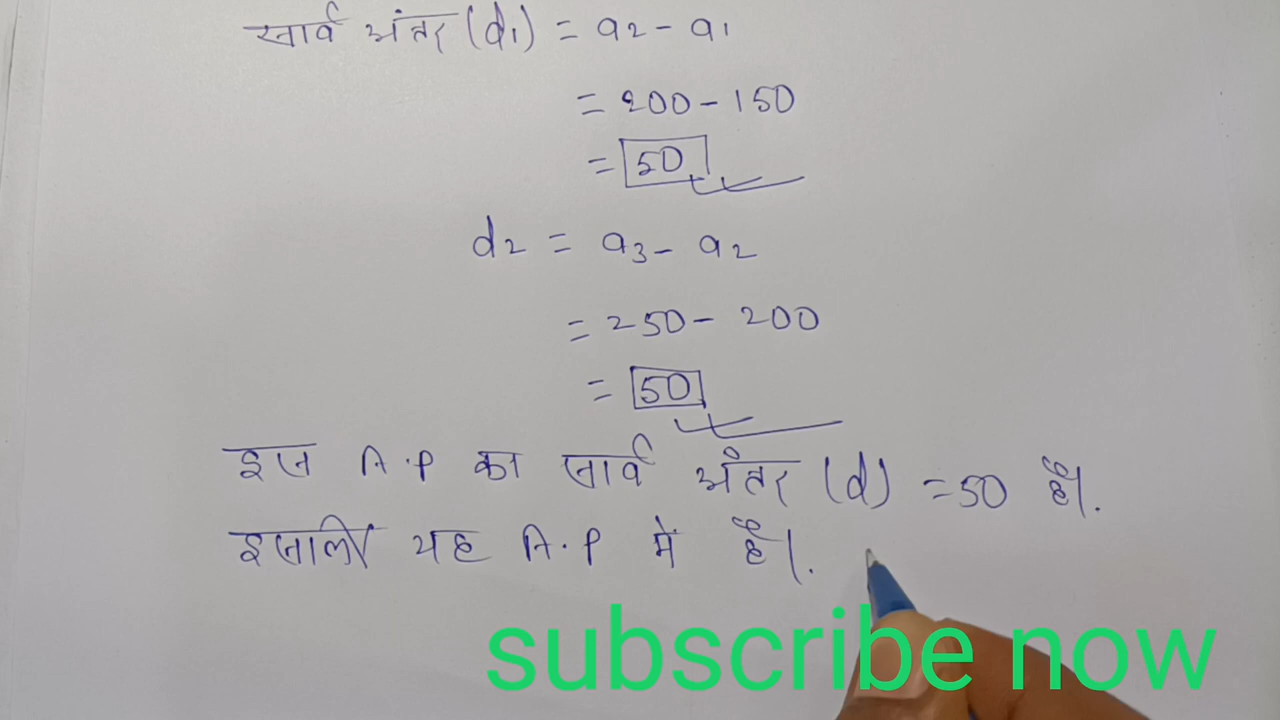 सार्व अंतर (d1) = a2 - a1
= 200 - 150
= 50
d2 = a3 - a2
= 250 - 200
= 50
इस A.P का सार्व अंतर (d) = 50 है।.
इसाली यह A.P में है।.
subscribe now